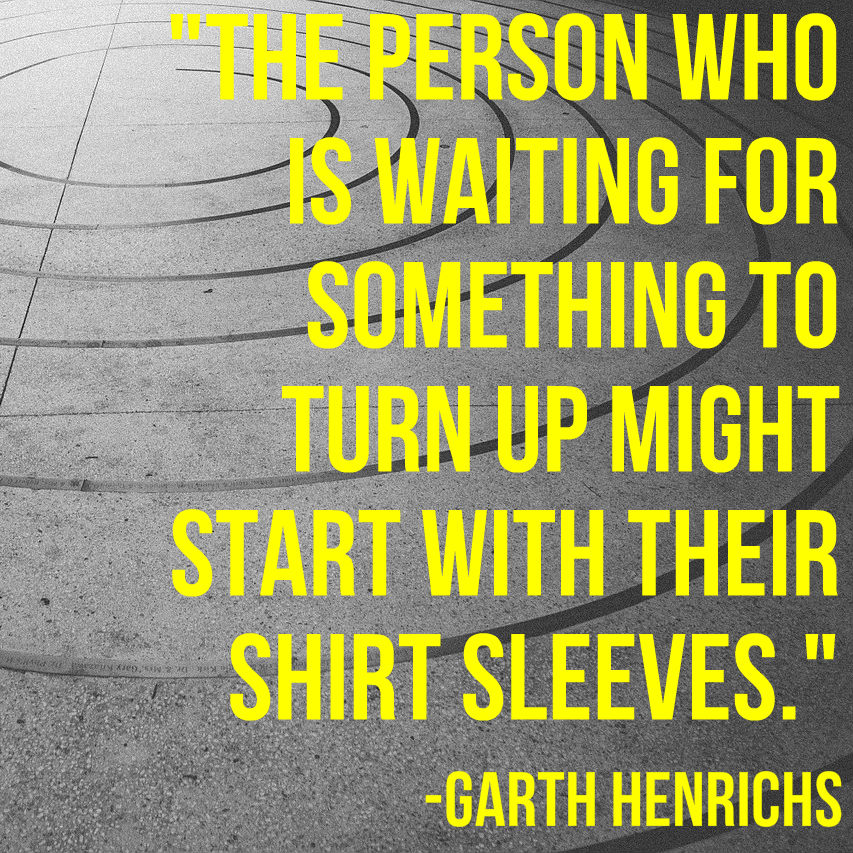 "THE PERSON WHO
IS WAITING FOR
SOMETHING TO
TURN UP MIGHT
START WITH THEIR
SHIRT SLEEVES."
-GARTH HENRICHS